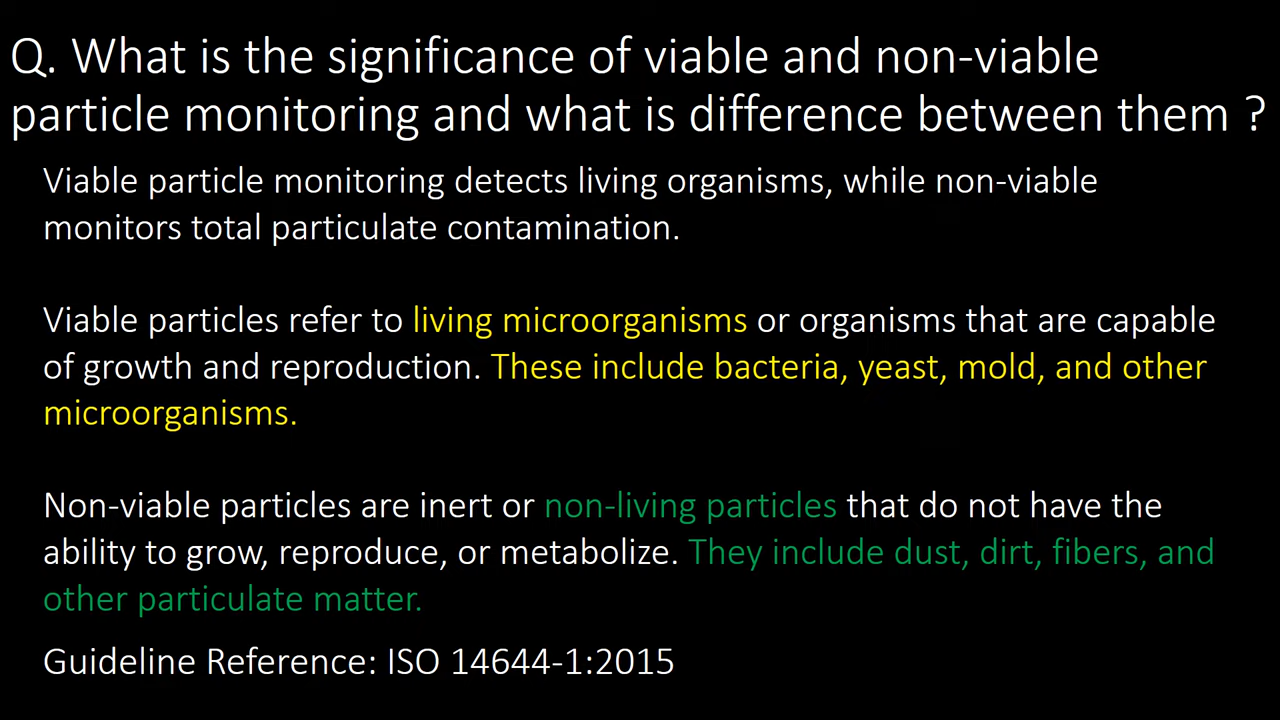 Q. What is the significance of viable and non-viable
particle monitoring and what is difference between them ?
Viable particle monitoring detects living organisms, while non-viable
monitors total particulate contamination.
Viable particles refer to living microorganisms or organisms that are capable
of growth and reproduction. These include bacteria, yeast, mold, and other
microorganisms.
Non-viable particles are inert or non-living particles that do not have the
ability to grow, reproduce, or metabolize. They include dust, dirt, fibers, and
other particulate matter.
Guideline Reference: ISO 14644-1:2015